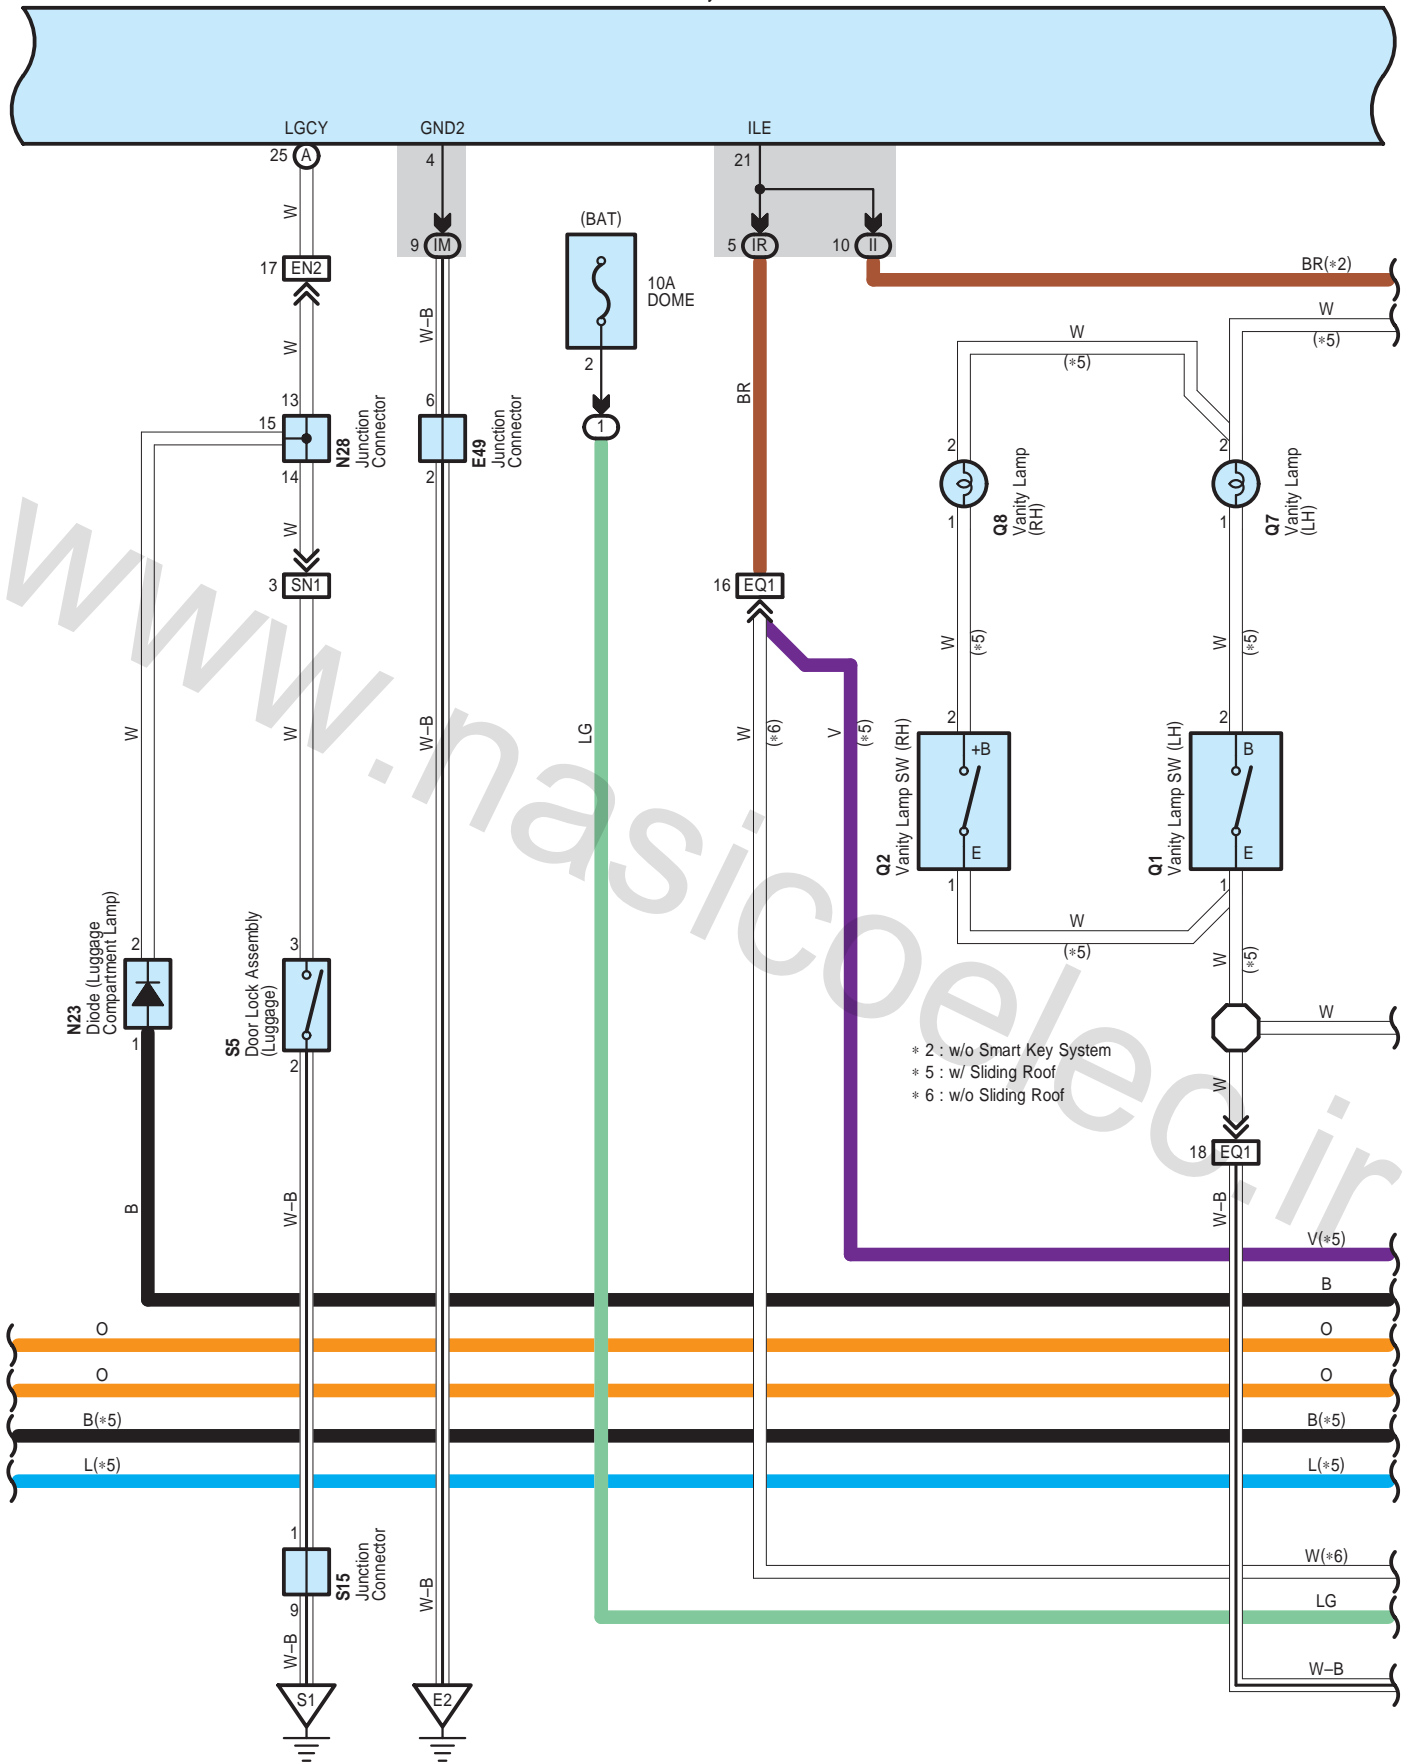 LGCY
GND2
ILE
25
A
4
21
W
9
IM
(BAT)
5
IR
10
II
17
EN2
BR(*2)
10A
DOME
W
(*5)
W
W-B
2
W
(*5)
BR
13
6
15
1
N28
Junction
Connector
E49
Junction
Connector
14
2
2
2
Q8
Vanity Lamp
(RH)
Q7
Vanity Lamp
(LH)
1
1
W
3
SN1
16
EQ1
W
(*5)
W
(*5)
W
W
W-B
LG
W
(*6)
V
(*5)
2
2
+B
B
Q2
Vanity Lamp SW (RH)
Q1
Vanity Lamp SW (LH)
E
E
1
1
W
(*5)
W
(*5)
2
3
N23
Diode (Luggage
Compartment Lamp)
S5
Door Lock Assembly
(Luggage)
1
2
W
* 2 : w/o Smart Key System
* 5 : w/ Sliding Roof
* 6 : w/o Sliding Roof
W
18
EQ1
B
W-B
W-B
V(*5)
B
O
O
O
O
B(*5)
B(*5)
L(*5)
L(*5)
1
S15
Junction
Connector
9
W-B
W-B
W(*6)
LG
W-B
S1
E2
www.nasicoelec.ir